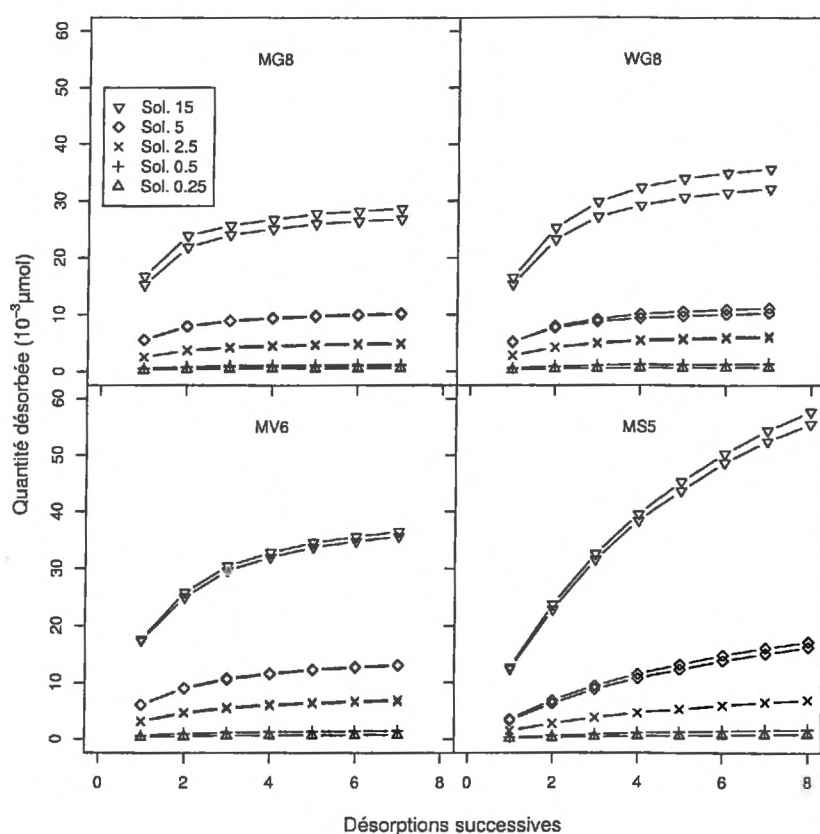 MG8
WG8
Sol. 15
Sol. 5
Sol. 2.5
Sol. 0.5
Sol. 0.25
60
50
40
30
20
10
0
MV6
MS5
60
50
40
30
20
10
0
Quantité désorbée (10⁻³µmol)
0 2 4 6 8
0 2 4 6 8
Désorptions successives